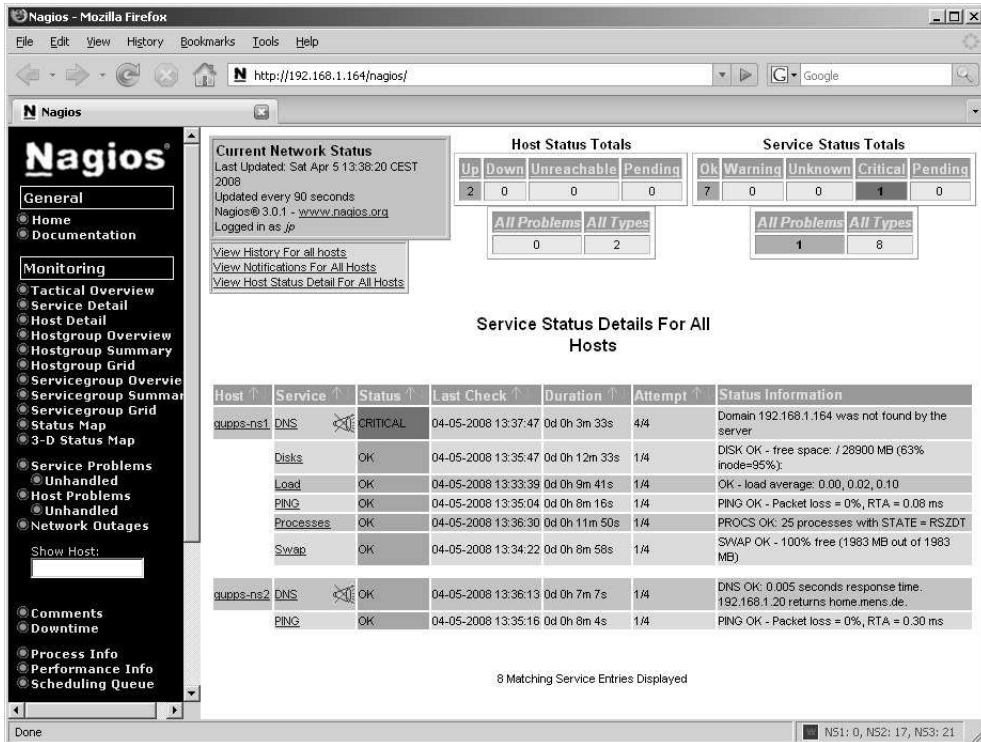 Nagios - Mozilla Firefox
File Edit View History Bookmarks Tools Help
N http://192.168.1.164/nagios/
G Google
N Nagios
Nagios®
General
Home
Documentation
Monitoring
Tactical Overview
Service Detail
Host Detail
Hostgroup Overview
Hostgroup Summary
Hostgroup Grid
Servicegroup Overvie
Servicegroup Summar
Servicegroup Grid
Status Map
3-D Status Map
Service Problems
Unhandled
Host Problems
Unhandled
Network Outages
Show Host:
Comments
Downtime
Process Info
Performance Info
Scheduling Queue
Current Network Status
Last Updated: Sat Apr 5 13:38:20 CEST
2008
Updated every 90 seconds
Nagios® 3.0.1 - www.nagios.org
Logged in as jp
View History For all hosts
View Notifications For All Hosts
View Host Status Detail For All Hosts
Host Status Totals
Up Down Unreachable Pending
2 0 0 0
All Problems All Types
0 2
Service Status Totals
Ok Warning Unknown Critical Pending
7 0 0 1 0
All Problems All Types
1 8
Service Status Details For All
Hosts
Host Service Status Last Check Duration Attempt Status Information
qupps-ns1 DNS CRITICAL 04-05-2008 13:37:47 0d 0h 3m 33s 4/4 Domain 192.168.1.164 was not found by the
server
Disks OK 04-05-2008 13:35:47 0d 0h 12m 33s 1/4 DISK OK - free space: / 28900 MB (63%
inode=95%):
Load OK 04-05-2008 13:33:39 0d 0h 9m 41s 1/4 OK - load average: 0.00, 0.02, 0.10
PING OK 04-05-2008 13:35:04 0d 0h 8m 16s 1/4 PING OK - Packet loss = 0%, RTA = 0.08 ms
Processes OK 04-05-2008 13:36:30 0d 0h 11m 50s 1/4 PROCS OK: 25 processes with STATE = RSZDT
Swap OK 04-05-2008 13:34:22 0d 0h 8m 58s 1/4 SWAP OK - 100% free (1983 MB out of 1983
MB)
qupps-ns2 DNS OK 04-05-2008 13:36:13 0d 0h 7m 7s 1/4 DNS OK: 0.005 seconds response time.
192.168.1.20 returns home.mens.de.
PING OK 04-05-2008 13:35:16 0d 0h 8m 4s 1/4 PING OK - Packet loss = 0%, RTA = 0.30 ms
8 Matching Service Entries Displayed
Done
NS1: 0, NS2: 17, NS3: 21